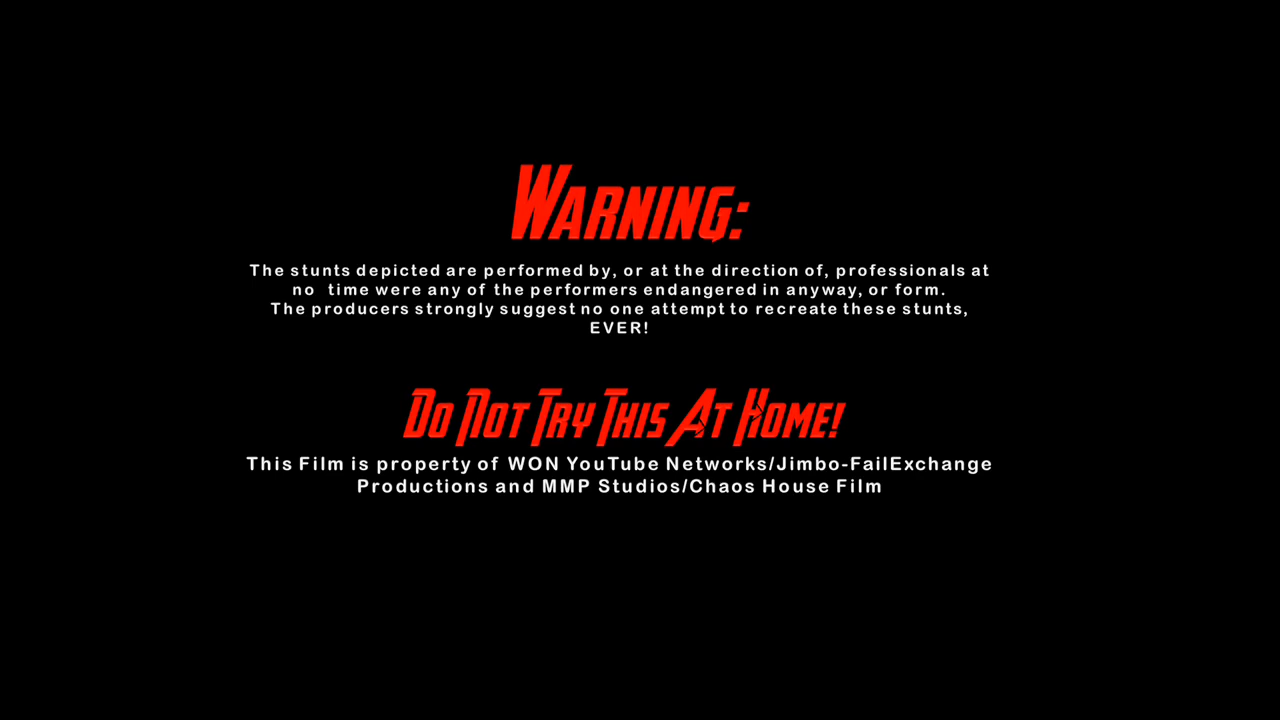 Warning:
The stunts depicted are performed by, or at the direction of, professionals at
no time were any of the performers endangered in anyway, or form.
The producers strongly suggest no one attempt to recreate these stunts,
EVER!
Do Not Try This At Home!
This Film is property of WON YouTube Networks/Jimbo-FailExchange
Productions and MMP Studios/Chaos House Film